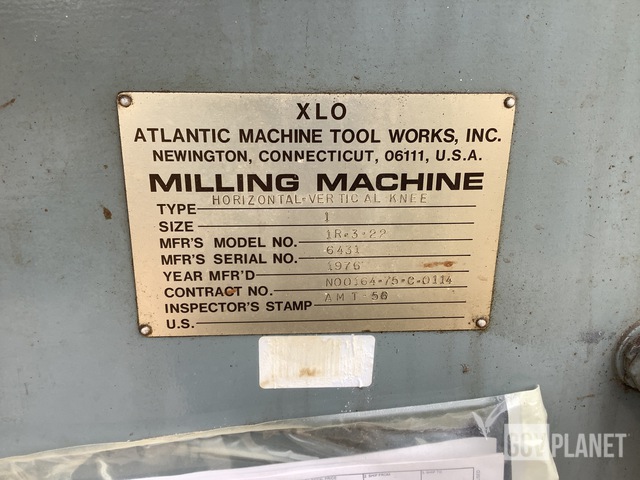 XLO
ATLANTIC MACHINE TOOL WORKS, INC.
NEWINGTON, CONNECTICUT, 06111, U.S.A.
MILLING MACHINE
TYPE HORIZONTAL-VERTICAL KNEE
SIZE 1
MFR'S MODEL NO. 1R-3-22
MFR'S SERIAL NO. 6431
YEAR MFR'D 1976
CONTRACT NO. N00164-75-C-0114
INSPECTOR'S STAMP AMT-56
U.S.
GOVPLANET